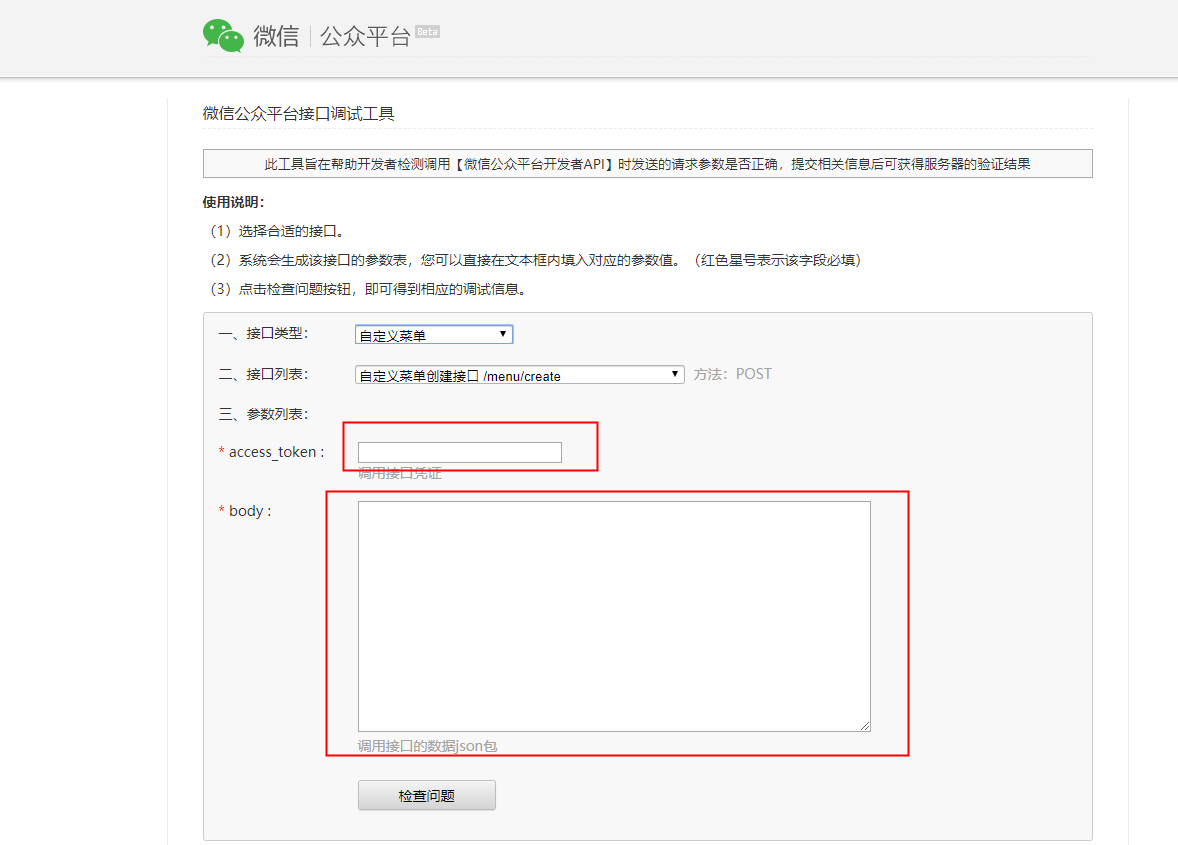 微信 公众平台 Beta
微信公众平台接口调试工具
此工具旨在帮助开发者检测调用【微信公众平台开发者API】时发送的请求参数是否正确，提交相关信息后可获得服务器的验证结果
使用说明：
（1）选择合适的接口。
（2）系统会生成该接口的参数表，您可以直接在文本框内填入对应的参数值。（红色星号表示该字段必填）
（3）点击检查问题按钮，即可得到相应的调试信息。
一、接口类型： 自定义菜单
二、接口列表： 自定义菜单创建接口 /menu/create 方法：POST
三、参数列表：
* access_token :
调用接口凭证
* body :
调用接口的数据json包
检查问题